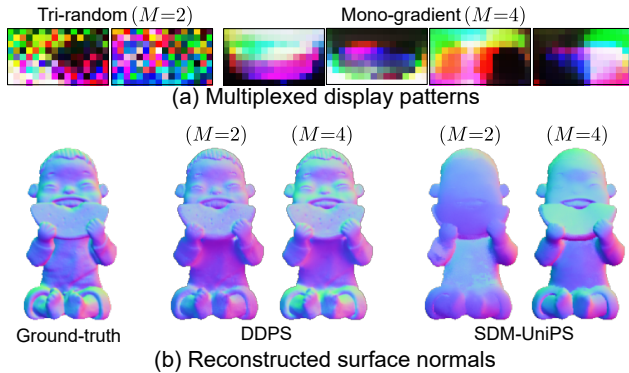 Tri-random (M=2) Mono-gradient (M=4)
(a) Multiplexed display patterns
(M=2) (M=4) (M=2) (M=4)
Ground-truth DDPS SDM-UniPS
(b) Reconstructed surface normals